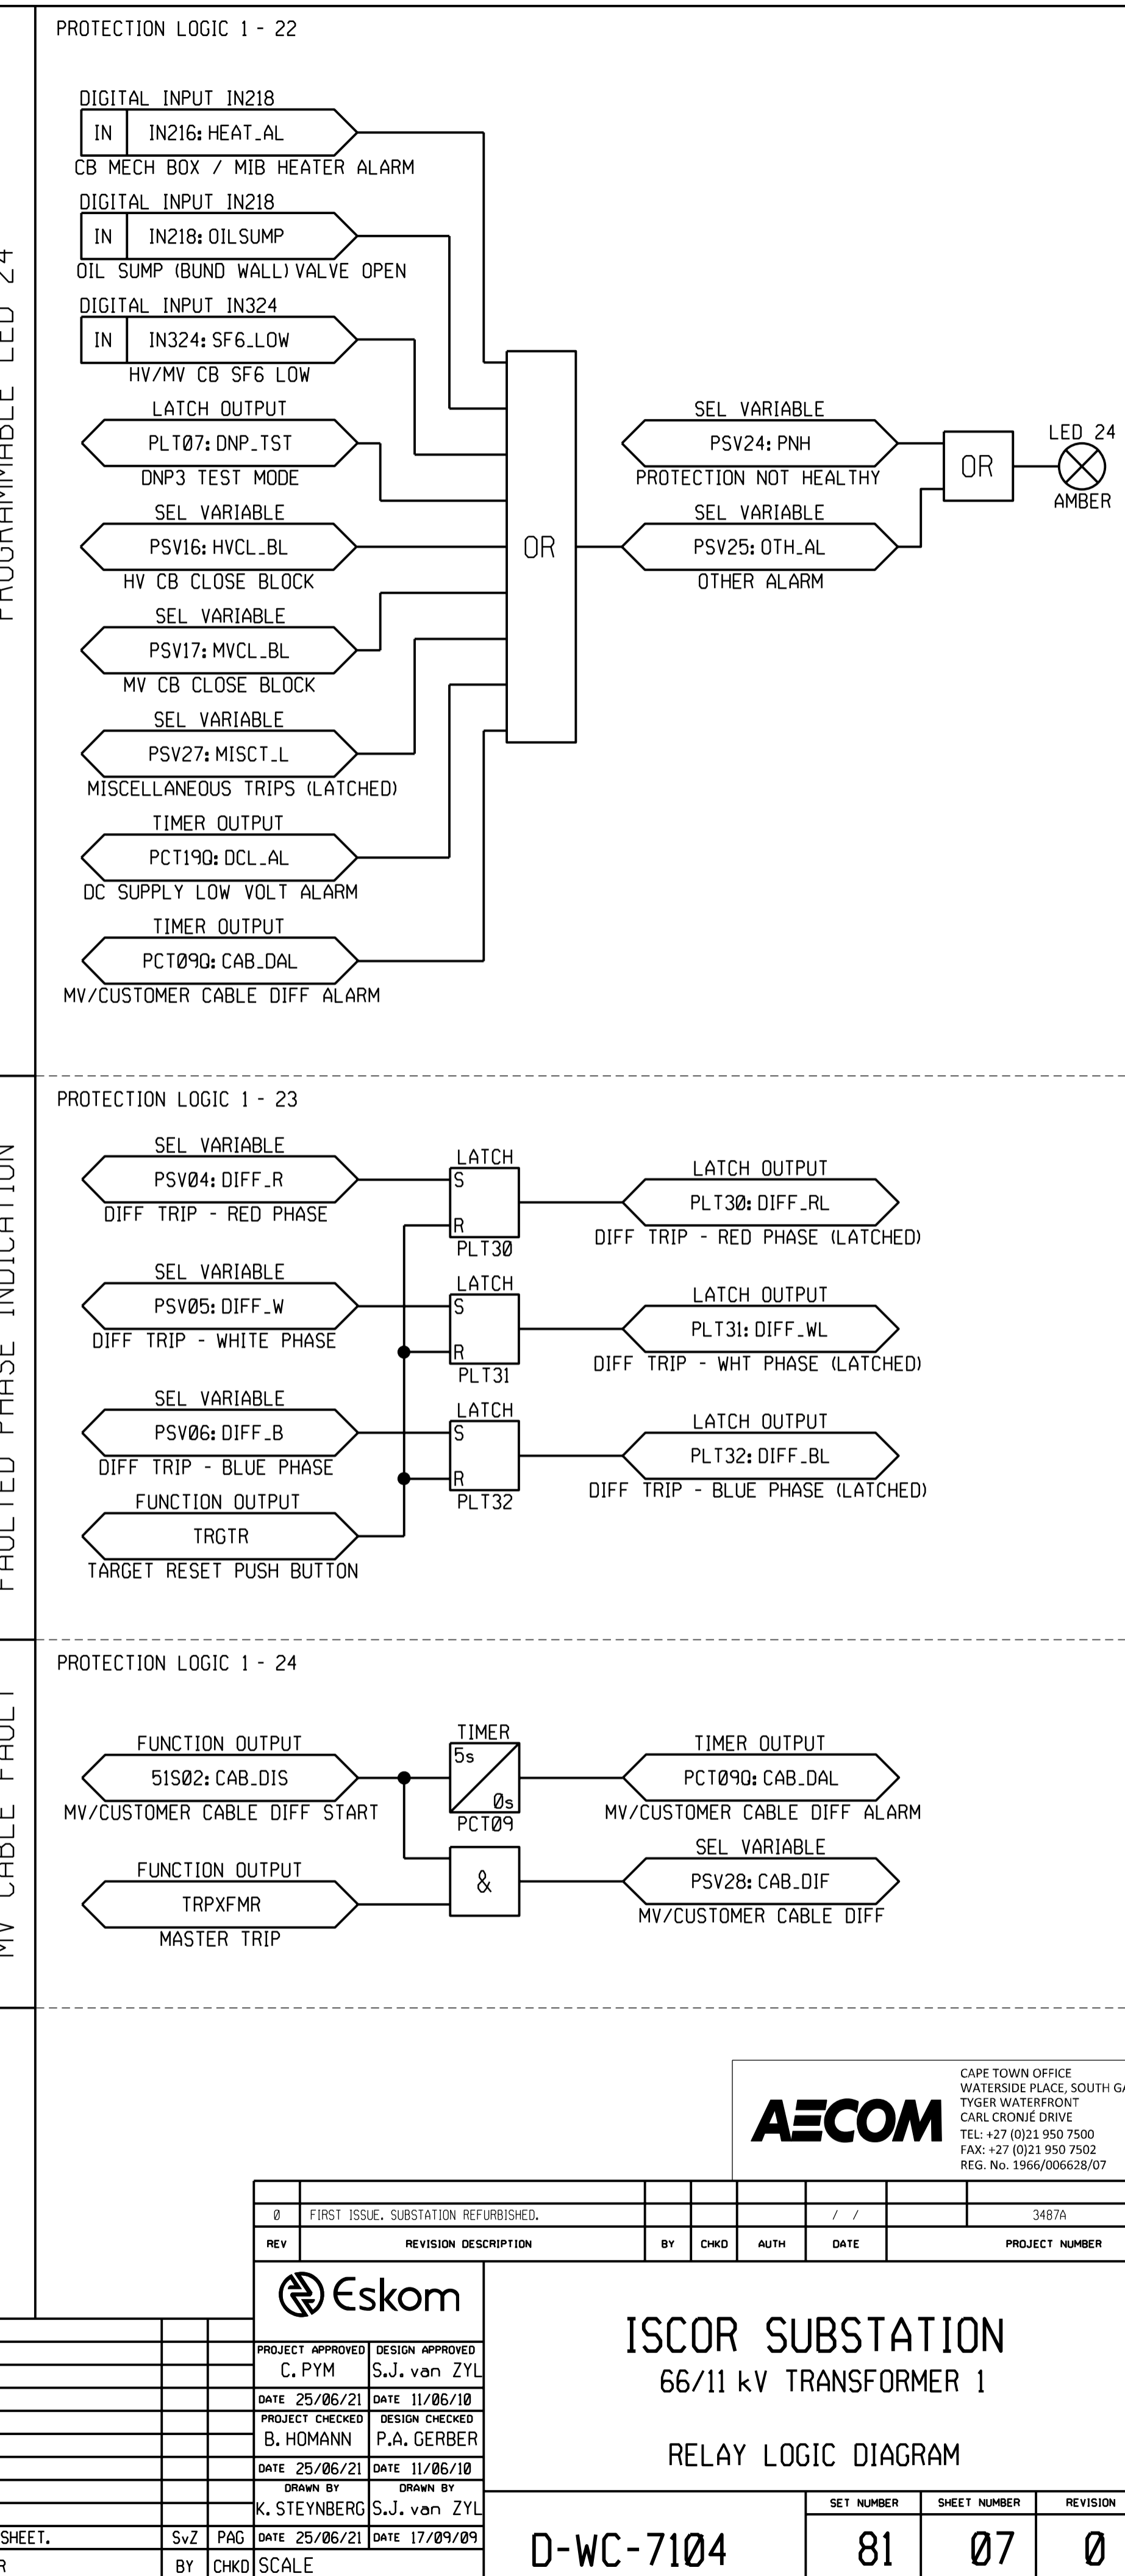 PROTECTION LOGIC 1 - 22
PROGRAMMABLE LED 24
DIGITAL INPUT IN218
IN IN216: HEAT_AL
CB MECH BOX / MIB HEATER ALARM
DIGITAL INPUT IN218
IN IN218: OILSUMP
OIL SUMP (BUND WALL) VALVE OPEN
DIGITAL INPUT IN324
IN IN324: SF6_LOW
HV/MV CB SF6 LOW
LATCH OUTPUT
PLT07: DNP_TST
DNP3 TEST MODE
SEL VARIABLE
PSV16: HVCL_BL
HV CB CLOSE BLOCK
SEL VARIABLE
PSV17: MVCL_BL
MV CB CLOSE BLOCK
SEL VARIABLE
PSV27: MISCT_L
MISCELLANEOUS TRIPS (LATCHED)
TIMER OUTPUT
PCT19Q: DCL_AL
DC SUPPLY LOW VOLT ALARM
TIMER OUTPUT
PCT09Q: CAB_DAL
MV/CUSTOMER CABLE DIFF ALARM
OR
SEL VARIABLE
PSV24: PNH
PROTECTION NOT HEALTHY
SEL VARIABLE
PSV25: OTH_AL
OTHER ALARM
OR
LED 24
AMBER
PROTECTION LOGIC 1 - 23
FAULTED PHASE INDICATION
SEL VARIABLE
PSV04: DIFF_R
DIFF TRIP - RED PHASE
SEL VARIABLE
PSV05: DIFF_W
DIFF TRIP - WHITE PHASE
SEL VARIABLE
PSV06: DIFF_B
DIFF TRIP - BLUE PHASE
FUNCTION OUTPUT
TRGTR
TARGET RESET PUSH BUTTON
LATCH
S
R
PLT30
LATCH
S
R
PLT31
LATCH
S
R
PLT32
LATCH OUTPUT
PLT30: DIFF_RL
DIFF TRIP - RED PHASE (LATCHED)
LATCH OUTPUT
PLT31: DIFF_WL
DIFF TRIP - WHT PHASE (LATCHED)
LATCH OUTPUT
PLT32: DIFF_BL
DIFF TRIP - BLUE PHASE (LATCHED)
PROTECTION LOGIC 1 - 24
MV CABLE FAULT
FUNCTION OUTPUT
51S02: CAB_DIS
MV/CUSTOMER CABLE DIFF START
FUNCTION OUTPUT
TRPXFMR
MASTER TRIP
TIMER
5s
0s
PCT09
&
TIMER OUTPUT
PCT09Q: CAB_DAL
MV/CUSTOMER CABLE DIFF ALARM
SEL VARIABLE
PSV28: CAB_DIF
MV/CUSTOMER CABLE DIFF
AECOM
CAPE TOWN OFFICE
WATERSIDE PLACE, SOUTH GA
TYGER WATERFRONT
CARL CRONJÉ DRIVE
TEL: +27 (0)21 950 7500
FAX: +27 (0)21 950 7502
REG. No. 1966/006628/07
0 FIRST ISSUE. SUBSTATION REFURBISHED. / / 3487A
REV REVISION DESCRIPTION BY CHKD AUTH DATE PROJECT NUMBER
Eskom
PROJECT APPROVED DESIGN APPROVED
C. PYM S.J. van ZYL
DATE 25/06/21 DATE 11/06/10
PROJECT CHECKED DESIGN CHECKED
B. HOMANN P.A. GERBER
DATE 25/06/21 DATE 11/06/10
DRAWN BY DRAWN BY
K. STEYNBERG S.J. van ZYL
DATE 25/06/21 DATE 17/09/09
SCALE
SHEET. SvZ PAG
R BY CHKD
ISCOR SUBSTATION
66/11 kV TRANSFORMER 1
RELAY LOGIC DIAGRAM
D-WC-7104
SET NUMBER SHEET NUMBER REVISION
81 07 0